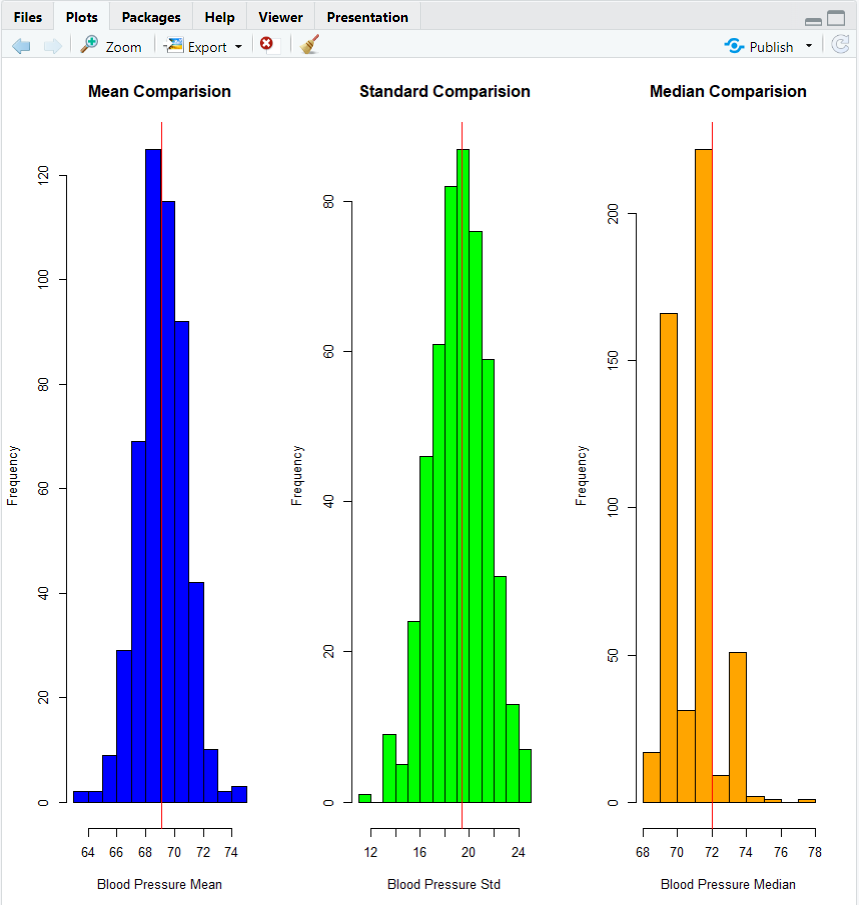 Files Plots Packages Help Viewer Presentation
Zoom Export Publish
Mean Comparision
Frequency
0 20 40 60 80 100 120
64 66 68 70 72 74
Blood Pressure Mean
Standard Comparision
Frequency
0 20 40 60 80
12 16 20 24
Blood Pressure Std
Median Comparision
Frequency
0 50 100 150 200
68 70 72 74 76 78
Blood Pressure Median